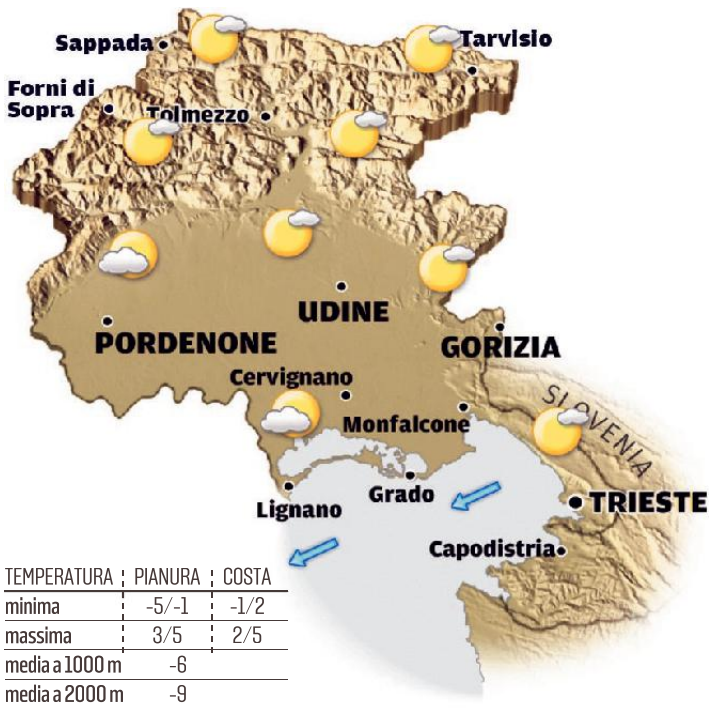 Sappada
Tarvisio
Forni di
Sopra
Tolmezzo
UDINE
PORDENONE
GORIZIA
Cervignano
SLOVENIA
Monfalcone
Grado
Lignano
TRIESTE
Capodistria
TEMPERATURA PIANURA COSTA
minima -5/-1 -1/2
massima 3/5 2/5
media a 1000 m -6
media a 2000 m -9